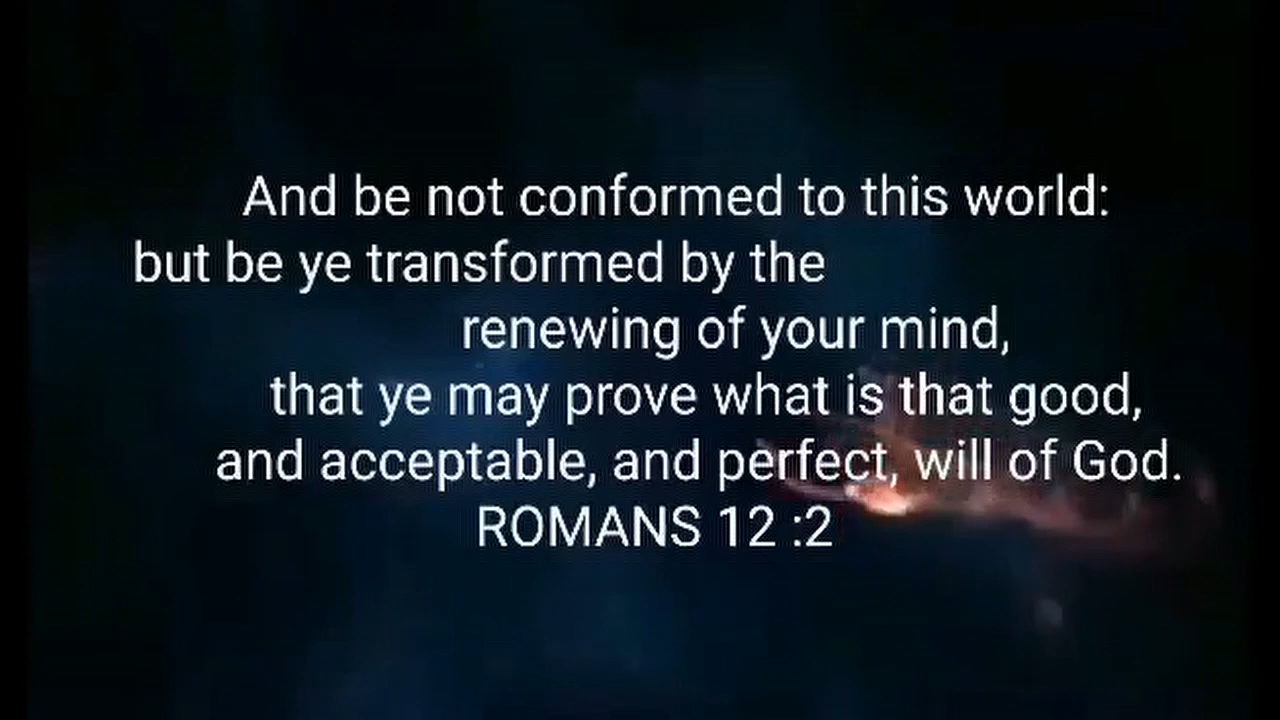 And be not conformed to this world:
but be ye transformed by the
renewing of your mind,
that ye may prove what is that good,
and acceptable, and perfect, will of God.
ROMANS 12 :2